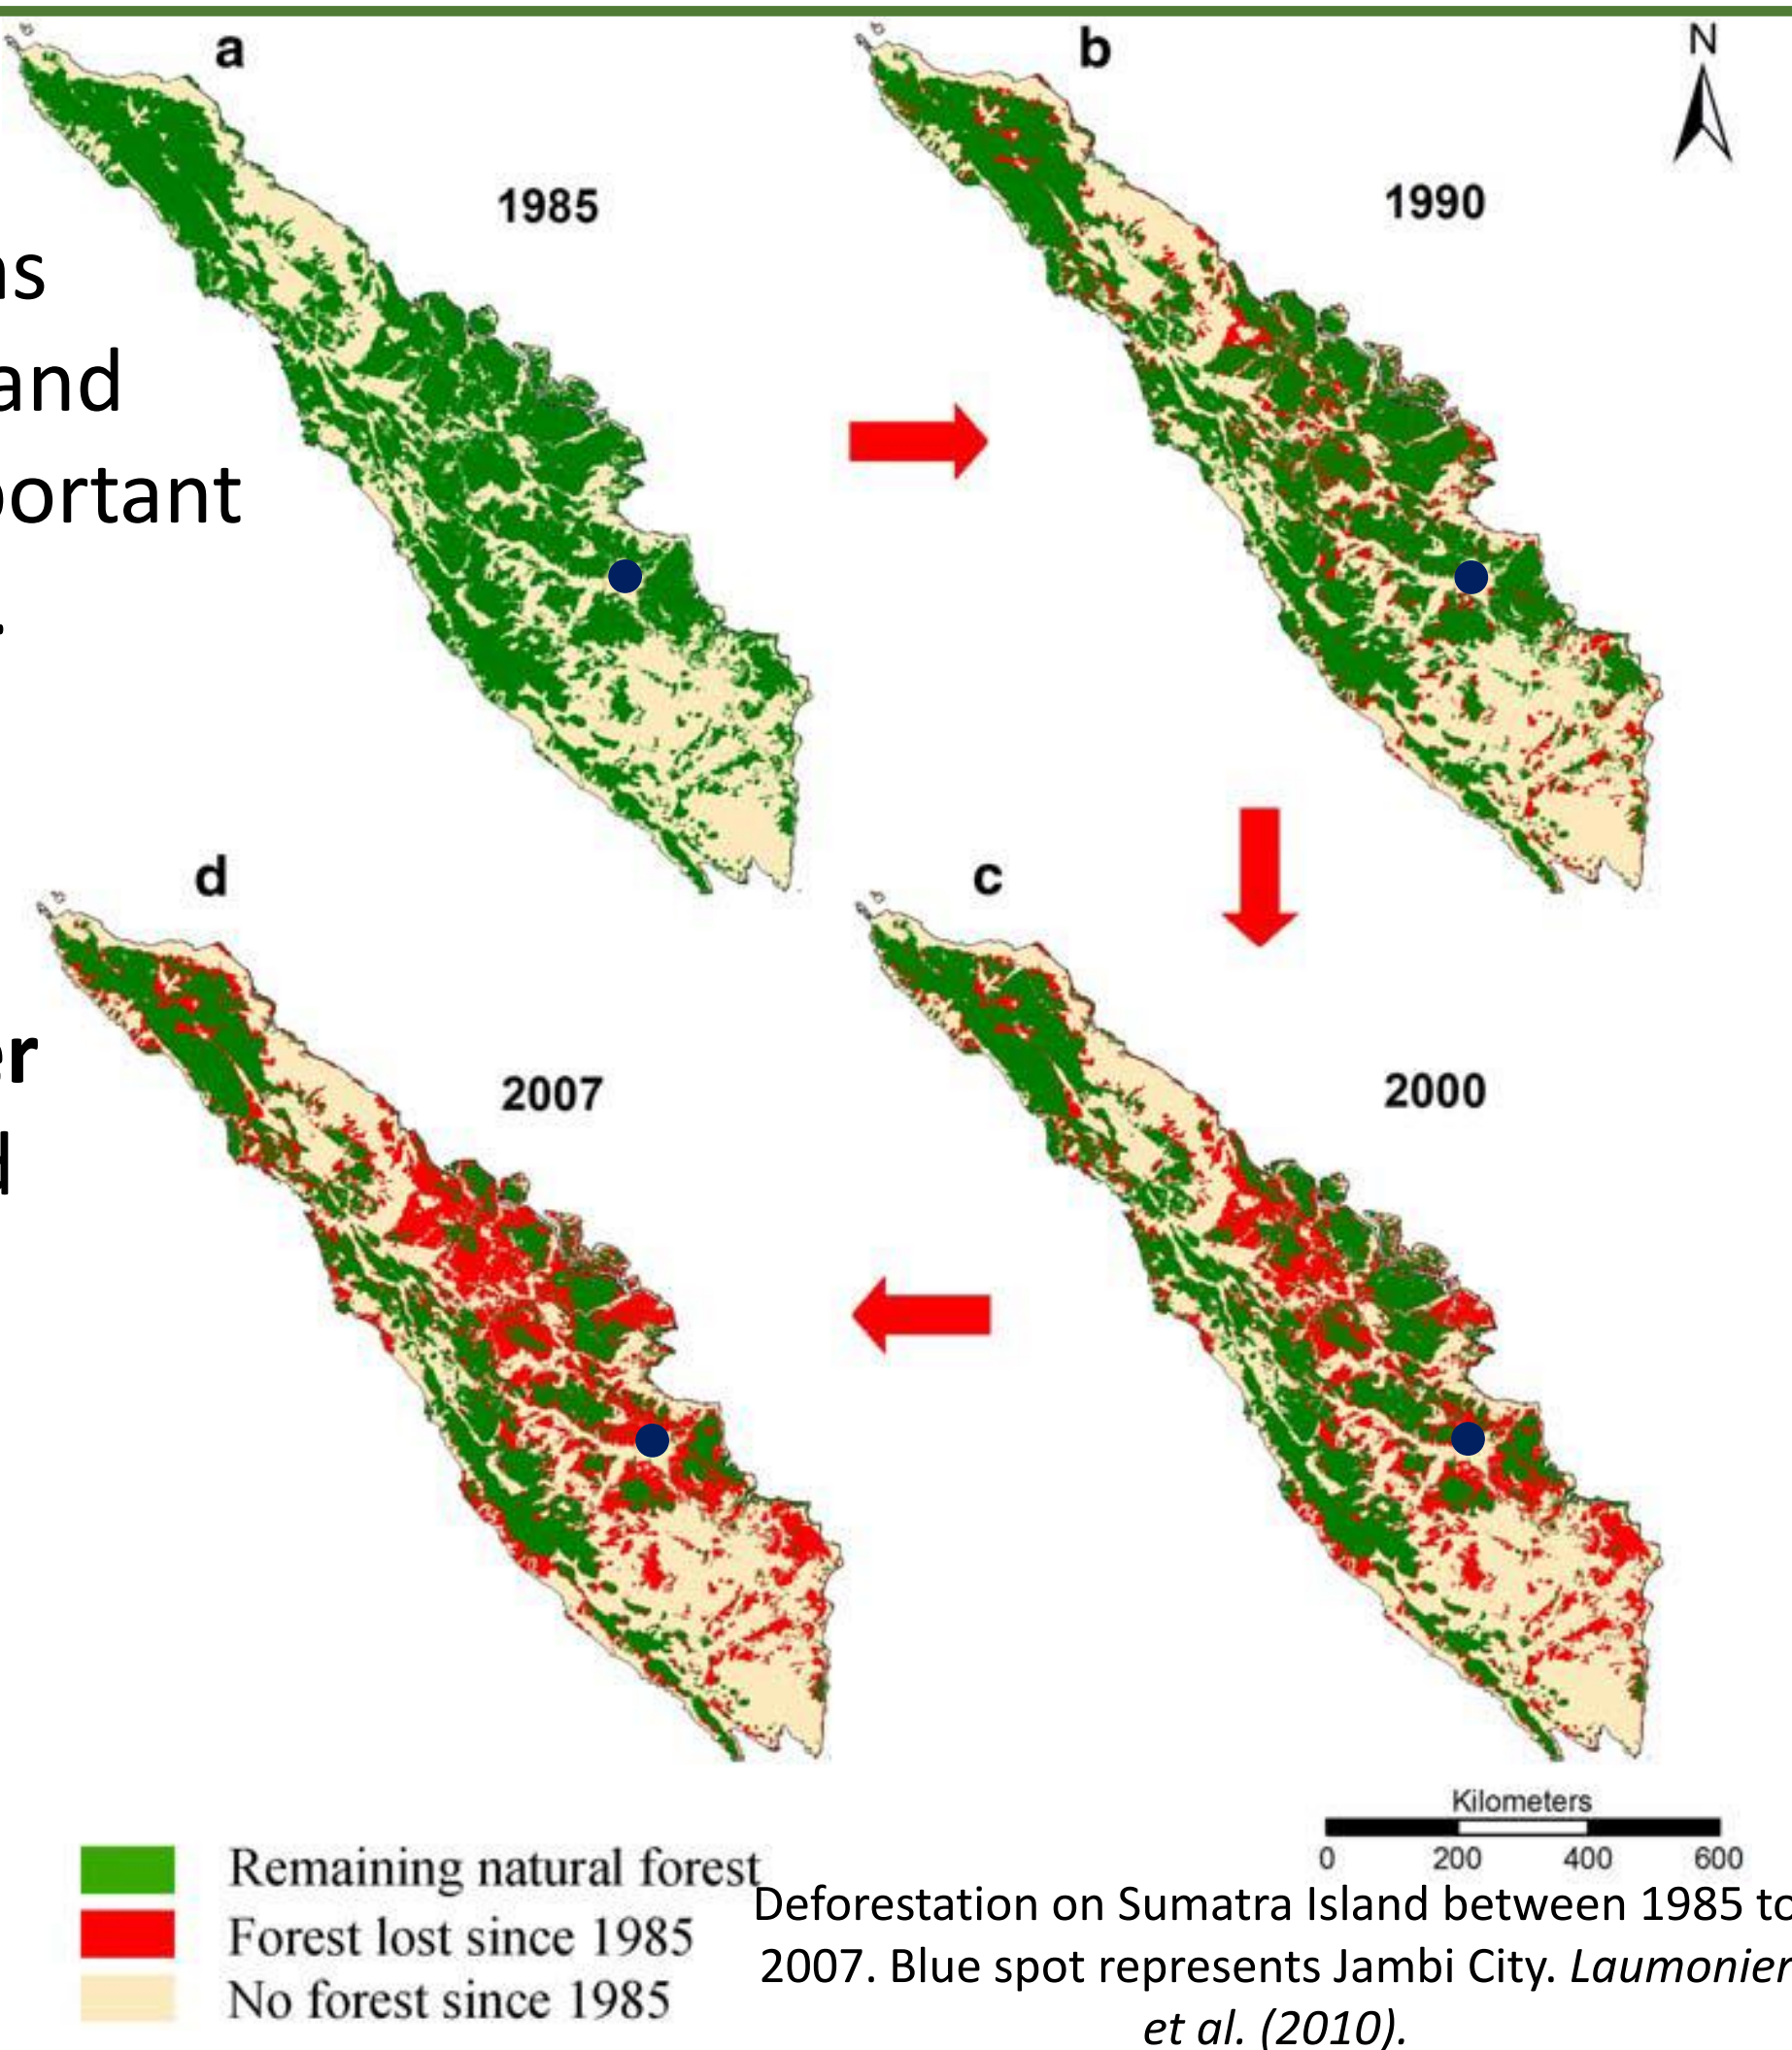 a
b
N
1985
1990
and
portant
d
c
2007
2000
Kilometers
0 200 400 600
Remaining natural forest
Forest lost since 1985
No forest since 1985
Deforestation on Sumatra Island between 1985 to
2007. Blue spot represents Jambi City. Laumonier
et al. (2010).